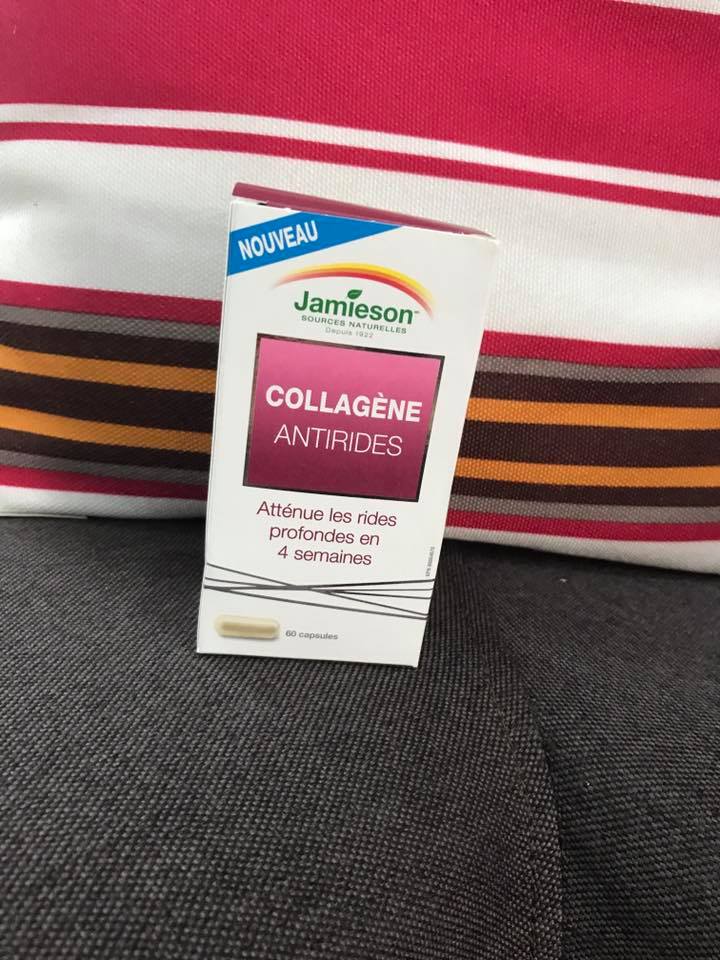 NOUVEAU
Jamieson
SOURCES NATURELLES
Depuis 1922
COLLAGÈNE
ANTIRIDES
Atténue les rides
profondes en
4 semaines
60 capsules